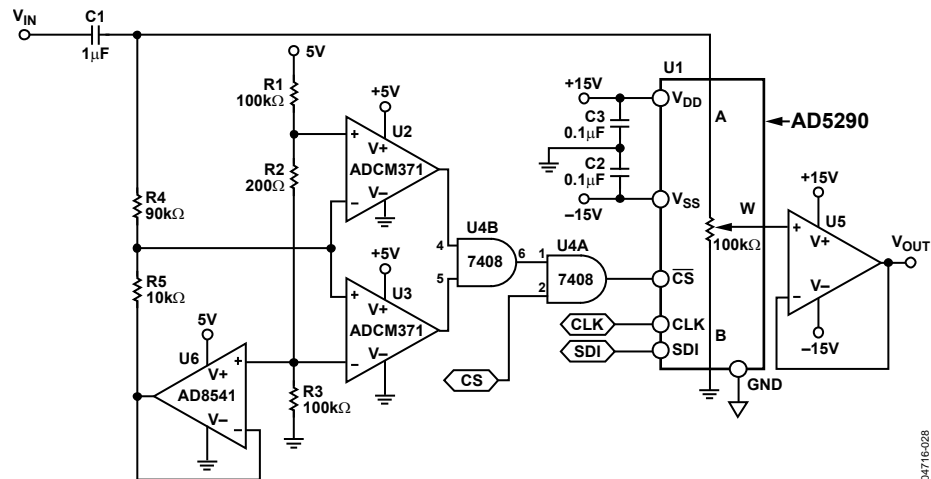 VIN
C1
1µF
5V
R1
100kΩ
R2
200Ω
R3
100kΩ
R4
90kΩ
R5
10kΩ
+5V
U2
+
V+
ADCM371
V–
–
+5V
U3
+
V+
ADCM371
V–
–
5V
U6
+
V+
AD8541
V–
–
U4B
4
7408
6
5
U4A
1
7408
2
CS
CLK
SDI
+15V
C3
0.1µF
C2
0.1µF
–15V
U1
VDD
VSS
CS
CLK
SDI
A
W
100kΩ
B
GND
AD5290
+15V
U5
+
V+
V–
–
–15V
VOUT
04716-028